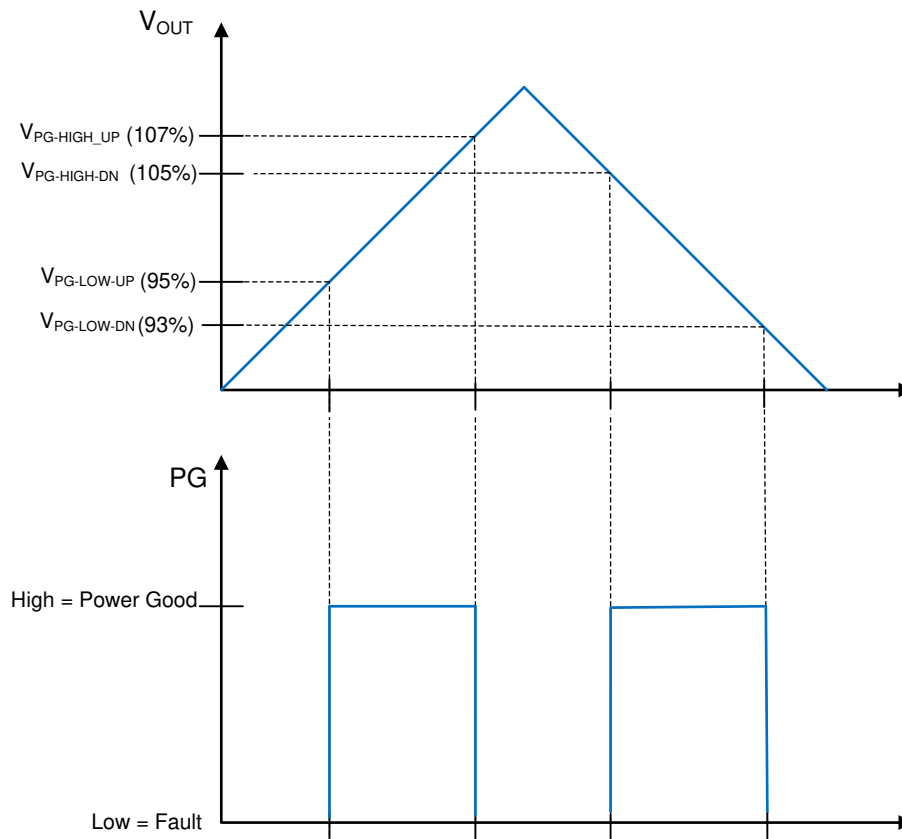 VOUT
VPG-HIGH_UP (107%)
VPG-HIGH-DN (105%)
VPG-LOW-UP (95%)
VPG-LOW-DN (93%)
PG
High = Power Good
Low = Fault